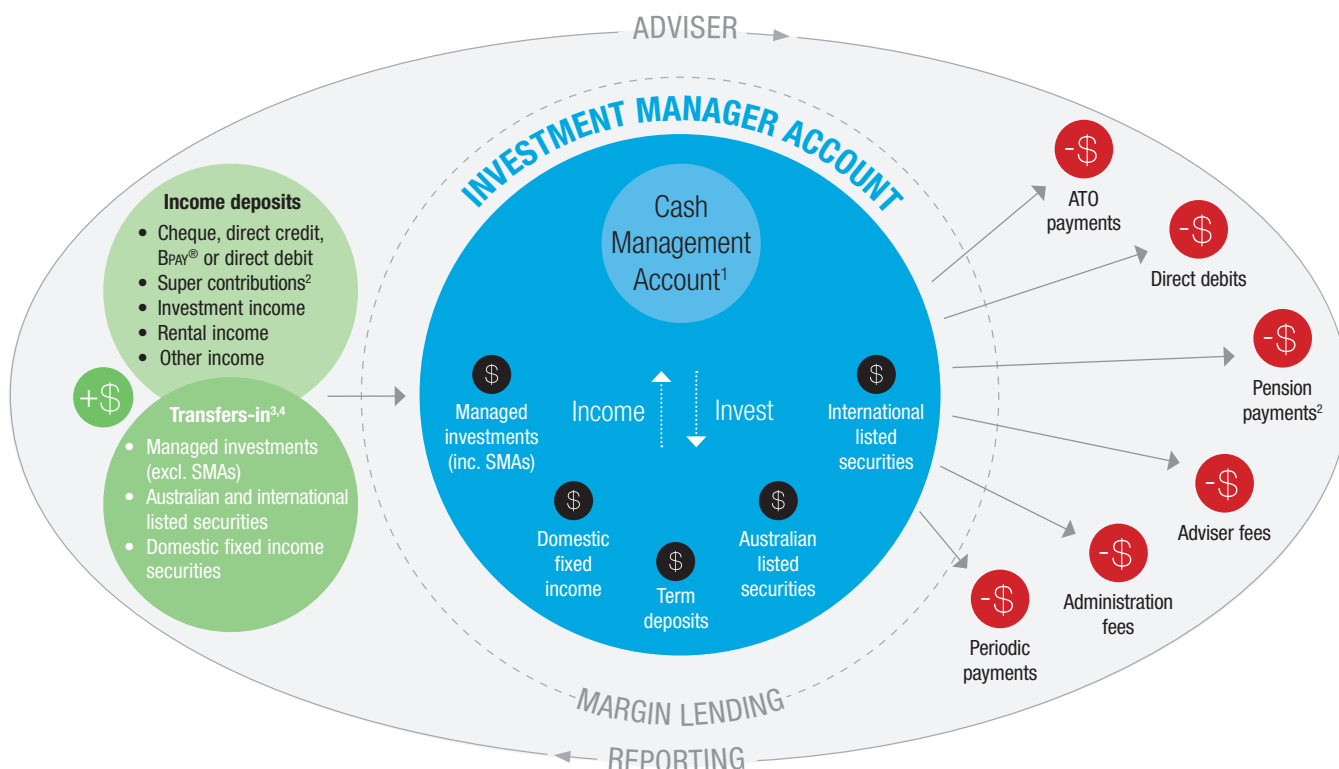 ADVISER
INVESTMENT MANAGER ACCOUNT
Income deposits
• Cheque, direct credit,
BPAY® or direct debit
• Super contributions²
• Investment income
• Rental income
• Other income
+$
Transfers-in³,⁴
• Managed investments
(excl. SMAs)
• Australian and international
listed securities
• Domestic fixed income
securities
Cash
Management
Account¹
Income
Invest
$
Managed
investments
(inc. SMAs)
$
Domestic
fixed
income
$
Term
deposits
$
Australian
listed
securities
$
International
listed
securities
-$
ATO
payments
-$
Direct debits
-$
Pension
payments²
-$
Adviser fees
-$
Administration
fees
-$
Periodic
payments
MARGIN LENDING
REPORTING